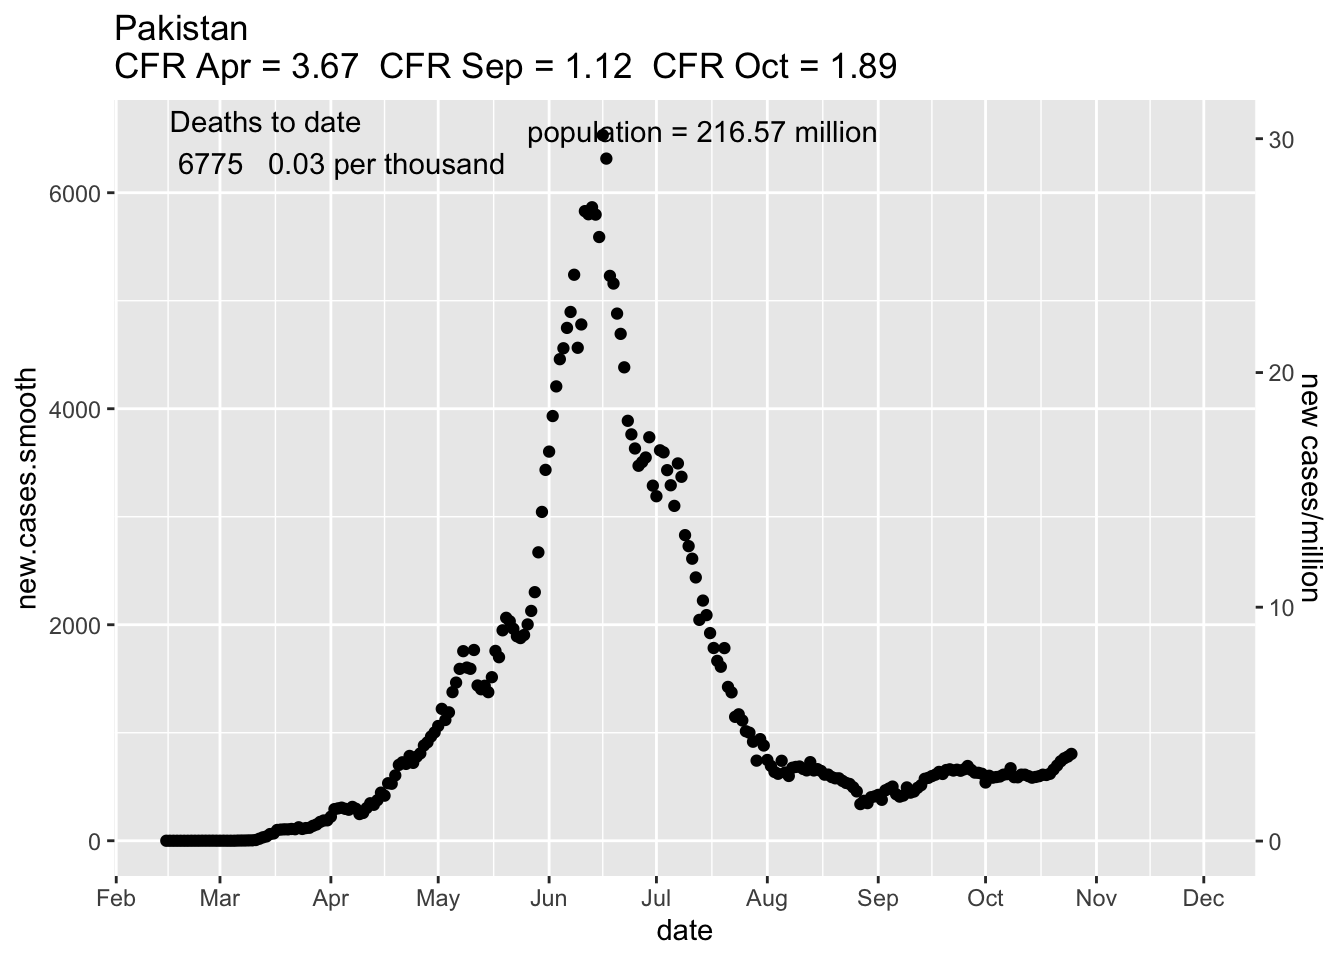 Pakistan
CFR Apr = 3.67  CFR Sep = 1.12  CFR Oct = 1.89
Deaths to date
6775   0.03 per thousand
population = 216.57 million
new.cases.smooth
6000
4000
2000
0
30
20
10
0
new cases/million
Feb Mar Apr May Jun Jul Aug Sep Oct Nov Dec
date